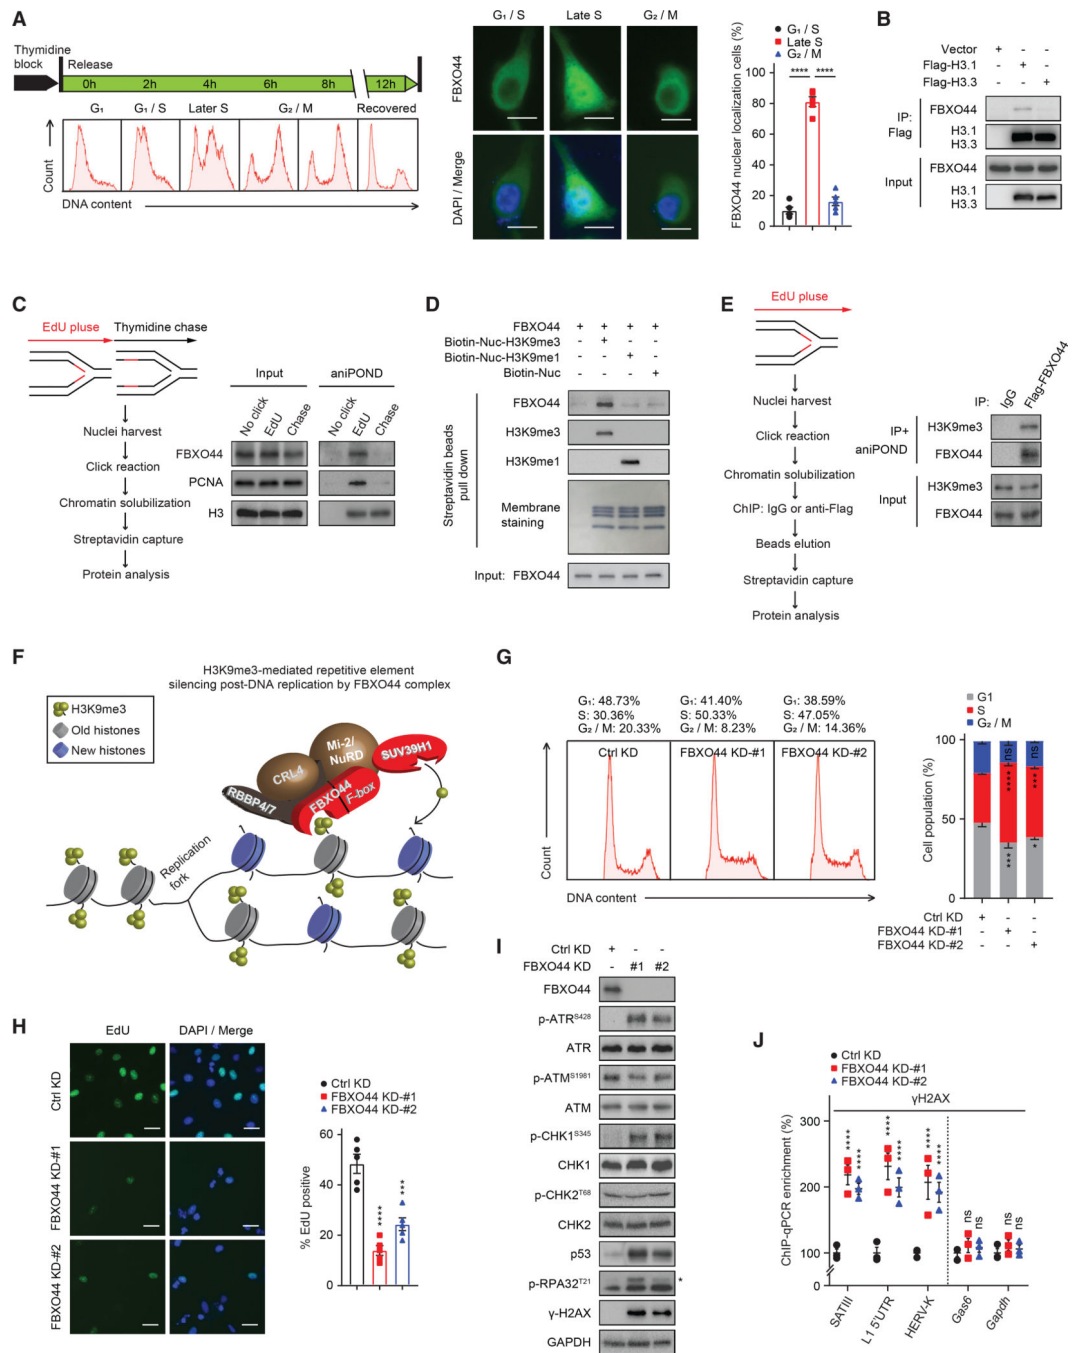 A
Thymidine
block
Release
0h 2h 4h 6h 8h 12h
G₁ G₁ / S Later S G₂ / M Recovered
Count
DNA content
G₁ / S Late S G₂ / M
FBXO44
DAPI / Merge
G₁ / S
Late S
G₂ / M
**** ****
FBXO44 nuclear localization cells (%)
100
80
60
40
20
0
B
Vector + - -
Flag-H3.1 - + -
Flag-H3.3 - - +
IP:
Flag
FBXO44
H3.1
H3.3
Input
FBXO44
H3.1
H3.3
C
EdU pluse Thymidine chase
Nuclei harvest
Click reaction
Chromatin solubilization
Streptavidin capture
Protein analysis
Input aniPOND
No click EdU Chase No click EdU Chase
FBXO44
PCNA
H3
D
FBXO44 + + + +
Biotin-Nuc-H3K9me3 - + - -
Biotin-Nuc-H3K9me1 - - + -
Biotin-Nuc - - - +
Streptavidin beads
pull down
FBXO44
H3K9me3
H3K9me1
Membrane
staining
Input: FBXO44
E
EdU pluse
Nuclei harvest
Click reaction
Chromatin solubilization
ChIP: IgG or anti-Flag
Beads elution
Streptavidin capture
Protein analysis
IP: IgG Flag-FBXO44
IP+
aniPOND
H3K9me3
FBXO44
Input
H3K9me3
FBXO44
F
H3K9me3-mediated repetitive element
silencing post-DNA replication by FBXO44 complex
H3K9me3
Old histones
New histones
Mi-2/
NuRD
SUV39H1
CRL4
RBBP4/7
FBXO44
F-box
Replication
fork
G
G₁: 48.73% G₁: 41.40% G₁: 38.59%
S: 30.36% S: 50.33% S: 47.05%
G₂ / M: 20.33% G₂ / M: 8.23% G₂ / M: 14.36%
Ctrl KD FBXO44 KD-#1 FBXO44 KD-#2
Count
DNA content
G1
S
G₂ / M
Cell population (%)
100
50
0
ns ns
**** ***
*** *
Ctrl KD + - -
FBXO44 KD-#1 - + -
FBXO44 KD-#2 - - +
H
EdU DAPI / Merge
Ctrl KD
FBXO44 KD-#1
FBXO44 KD-#2
Ctrl KD
FBXO44 KD-#1
FBXO44 KD-#2
% EdU positive
60
40
20
0
**** ***
I
Ctrl KD + - -
FBXO44 KD - #1 #2
FBXO44
p-ATRS428
ATR
p-ATMS1981
ATM
p-CHK1S345
CHK1
p-CHK2T68
CHK2
p53
p-RPA32T21 *
γ-H2AX
GAPDH
J
Ctrl KD
FBXO44 KD-#1
FBXO44 KD-#2
γH2AX
ChIP-qPCR enrichment (%)
300
200
100
0
**** **** **** **** **** **** ns ns ns ns
SATIII L1 5'UTR HERV-K Gas6 Gapdh